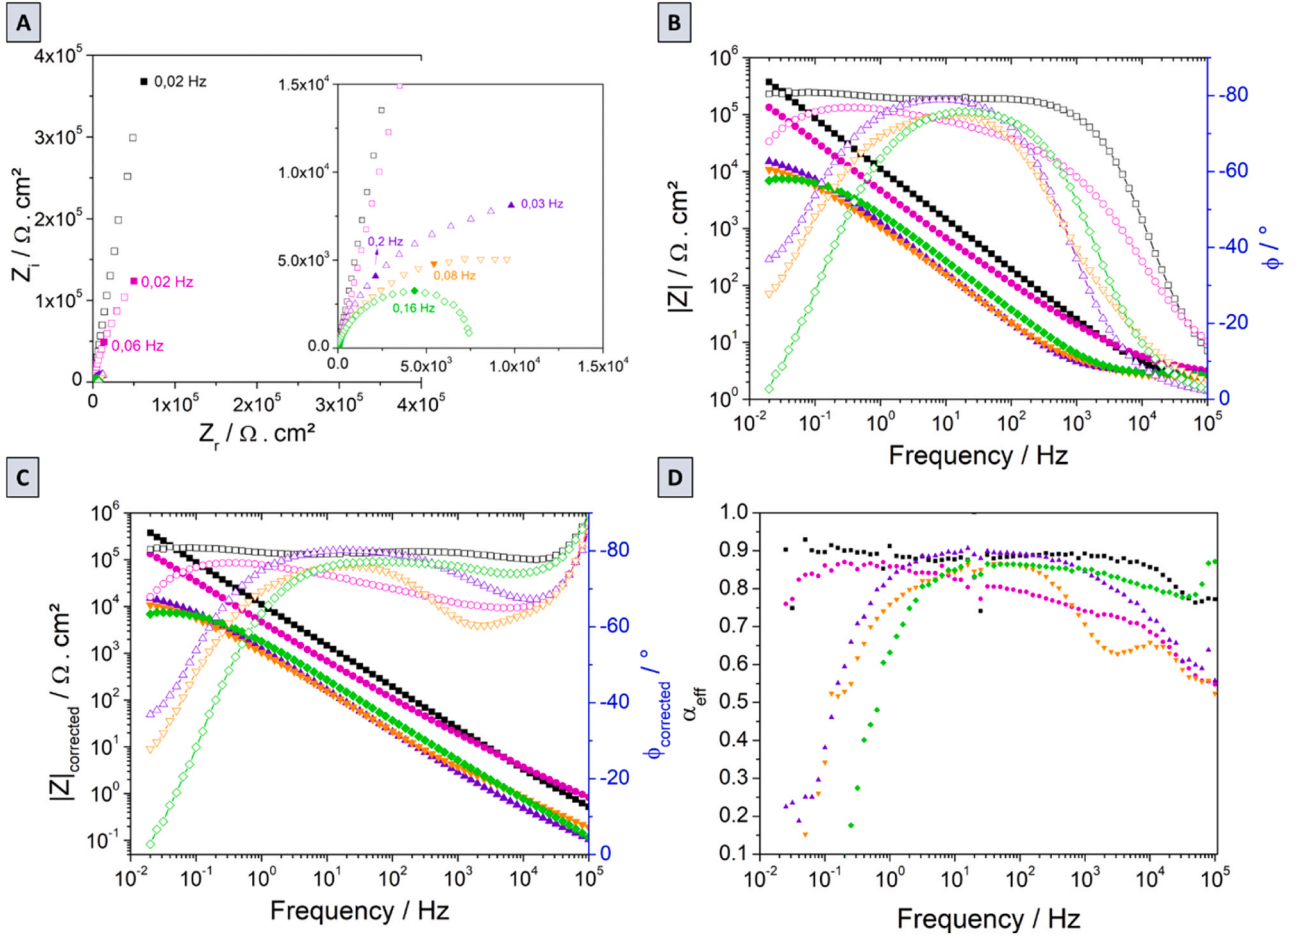 A
4x10⁵
3x10⁵
2x10⁵
1x10⁵
0
Zᵢ / Ω . cm²
0 1x10⁵ 2x10⁵ 3x10⁵ 4x10⁵
Zᵣ / Ω . cm²
0,02 Hz
0,02 Hz
0,06 Hz
1.5x10⁴
1.0x10⁴
5.0x10³
0.0
0.0 5.0x10³ 1.0x10⁴ 1.5x10⁴
0,03 Hz
0,2 Hz
0,08 Hz
0,16 Hz
B
10⁶
10⁵
10⁴
10³
10²
10¹
10⁰
|Z| / Ω. cm²
-80
-60
-40
-20
0
ϕ / °
10⁻² 10⁻¹ 10⁰ 10¹ 10² 10³ 10⁴ 10⁵
Frequency / Hz
C
10⁶
10⁵
10⁴
10³
10²
10¹
10⁰
10⁻¹
|Z|corrected / Ω. cm²
-80
-60
-40
-20
0
ϕcorrected / °
10⁻² 10⁻¹ 10⁰ 10¹ 10² 10³ 10⁴ 10⁵
Frequency / Hz
D
1.0
0.9
0.8
0.7
0.6
0.5
0.4
0.3
0.2
0.1
αeff
10⁻² 10⁻¹ 10⁰ 10¹ 10² 10³ 10⁴ 10⁵
Frequency / Hz